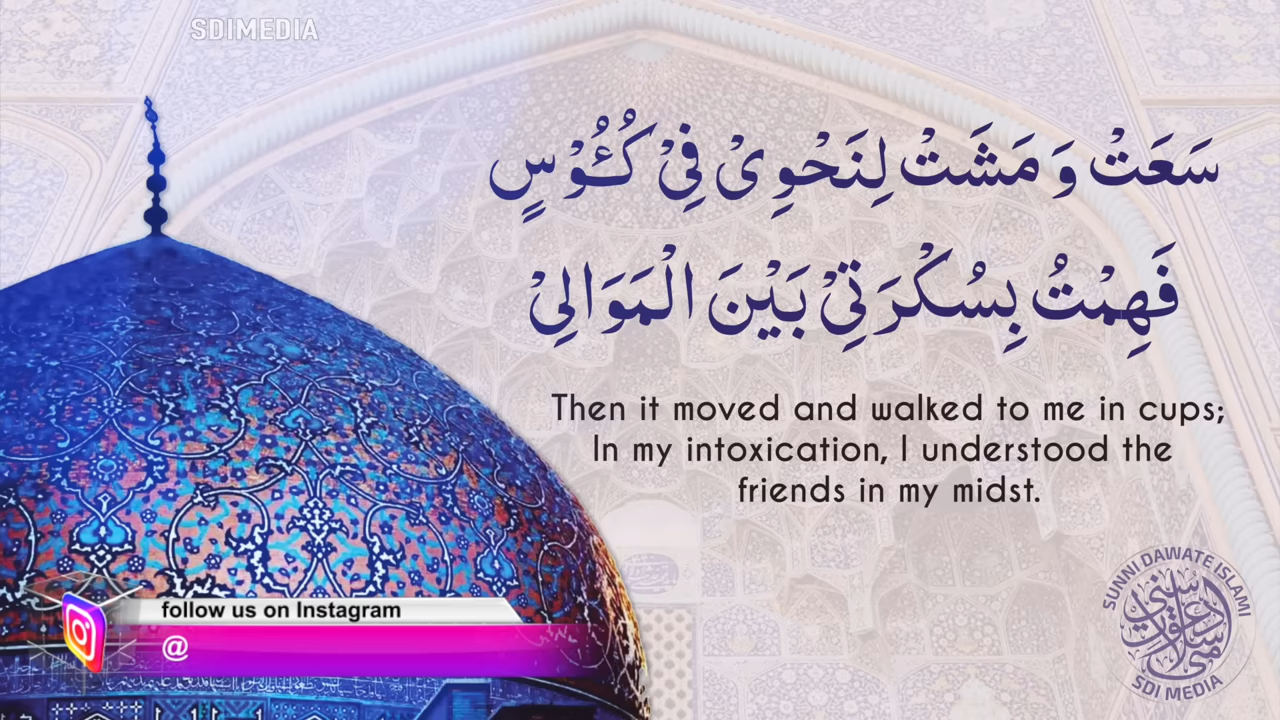 SDIMEDIA
سَعَتْ وَ مَشَتْ لِنَحْوِیْ فِیْ كُـُٔوْسٍ
فَهِمْتُ بِسُكْرَتِیْ بَيْنَ الْمَوَالِیْ
Then it moved and walked to me in cups;
In my intoxication, I understood the
friends in my midst.
follow us on Instagram
@
SUNNI DAWATE ISLAMI
SDI MEDIA